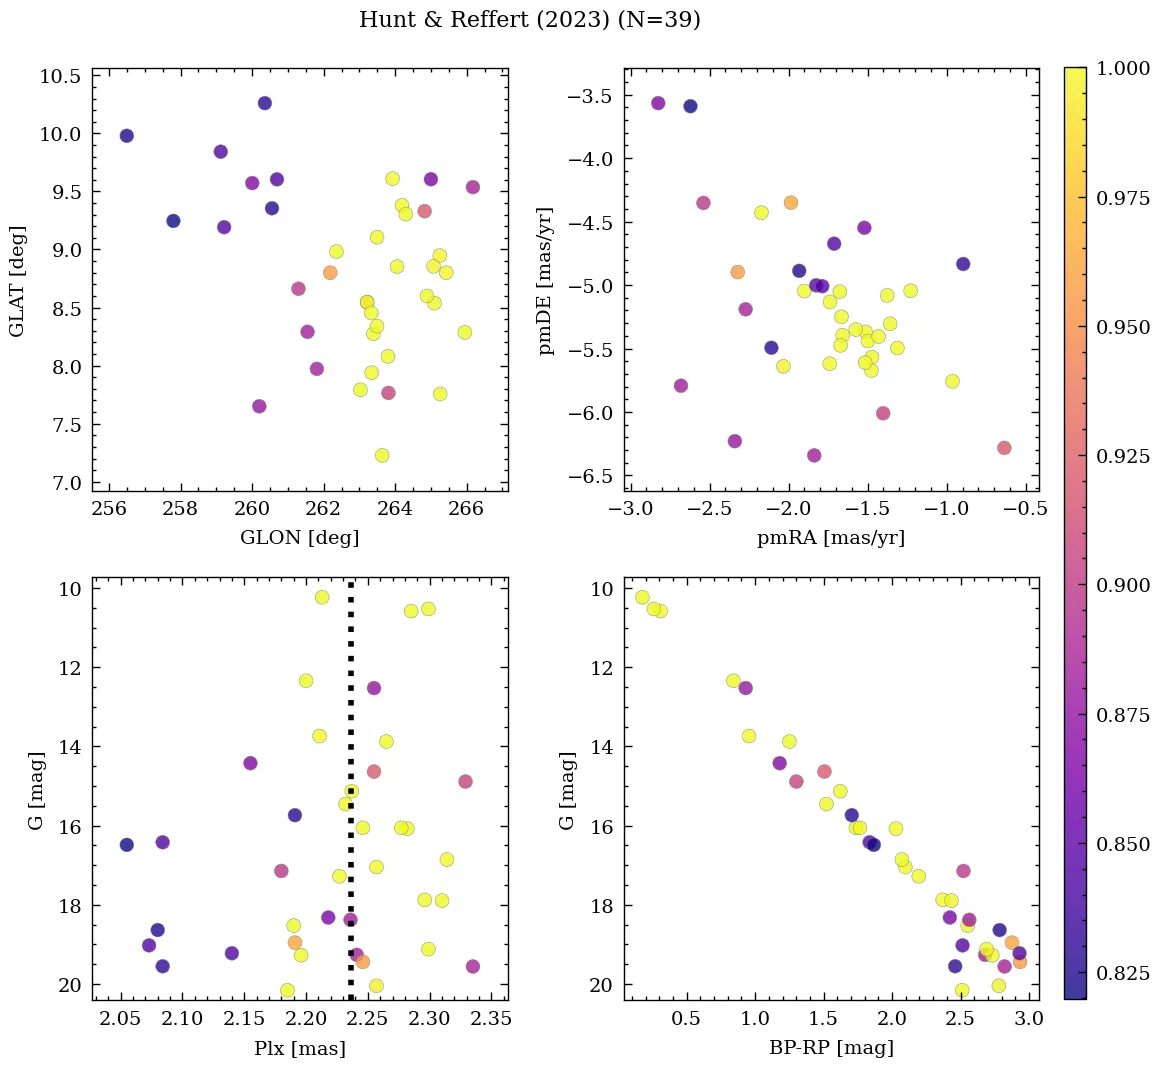 Hunt & Reffert (2023) (N=39)
10.5
10.0
9.5
9.0
8.5
8.0
7.5
7.0
GLAT [deg]
256 258 260 262 264 266
GLON [deg]
−3.5
−4.0
−4.5
−5.0
−5.5
−6.0
−6.5
pmDE [mas/yr]
−3.0 −2.5 −2.0 −1.5 −1.0 −0.5
pmRA [mas/yr]
10
12
14
16
18
20
G [mag]
2.05 2.10 2.15 2.20 2.25 2.30 2.35
Plx [mas]
10
12
14
16
18
20
G [mag]
0.5 1.0 1.5 2.0 2.5 3.0
BP-RP [mag]
1.000
0.975
0.950
0.925
0.900
0.875
0.850
0.825